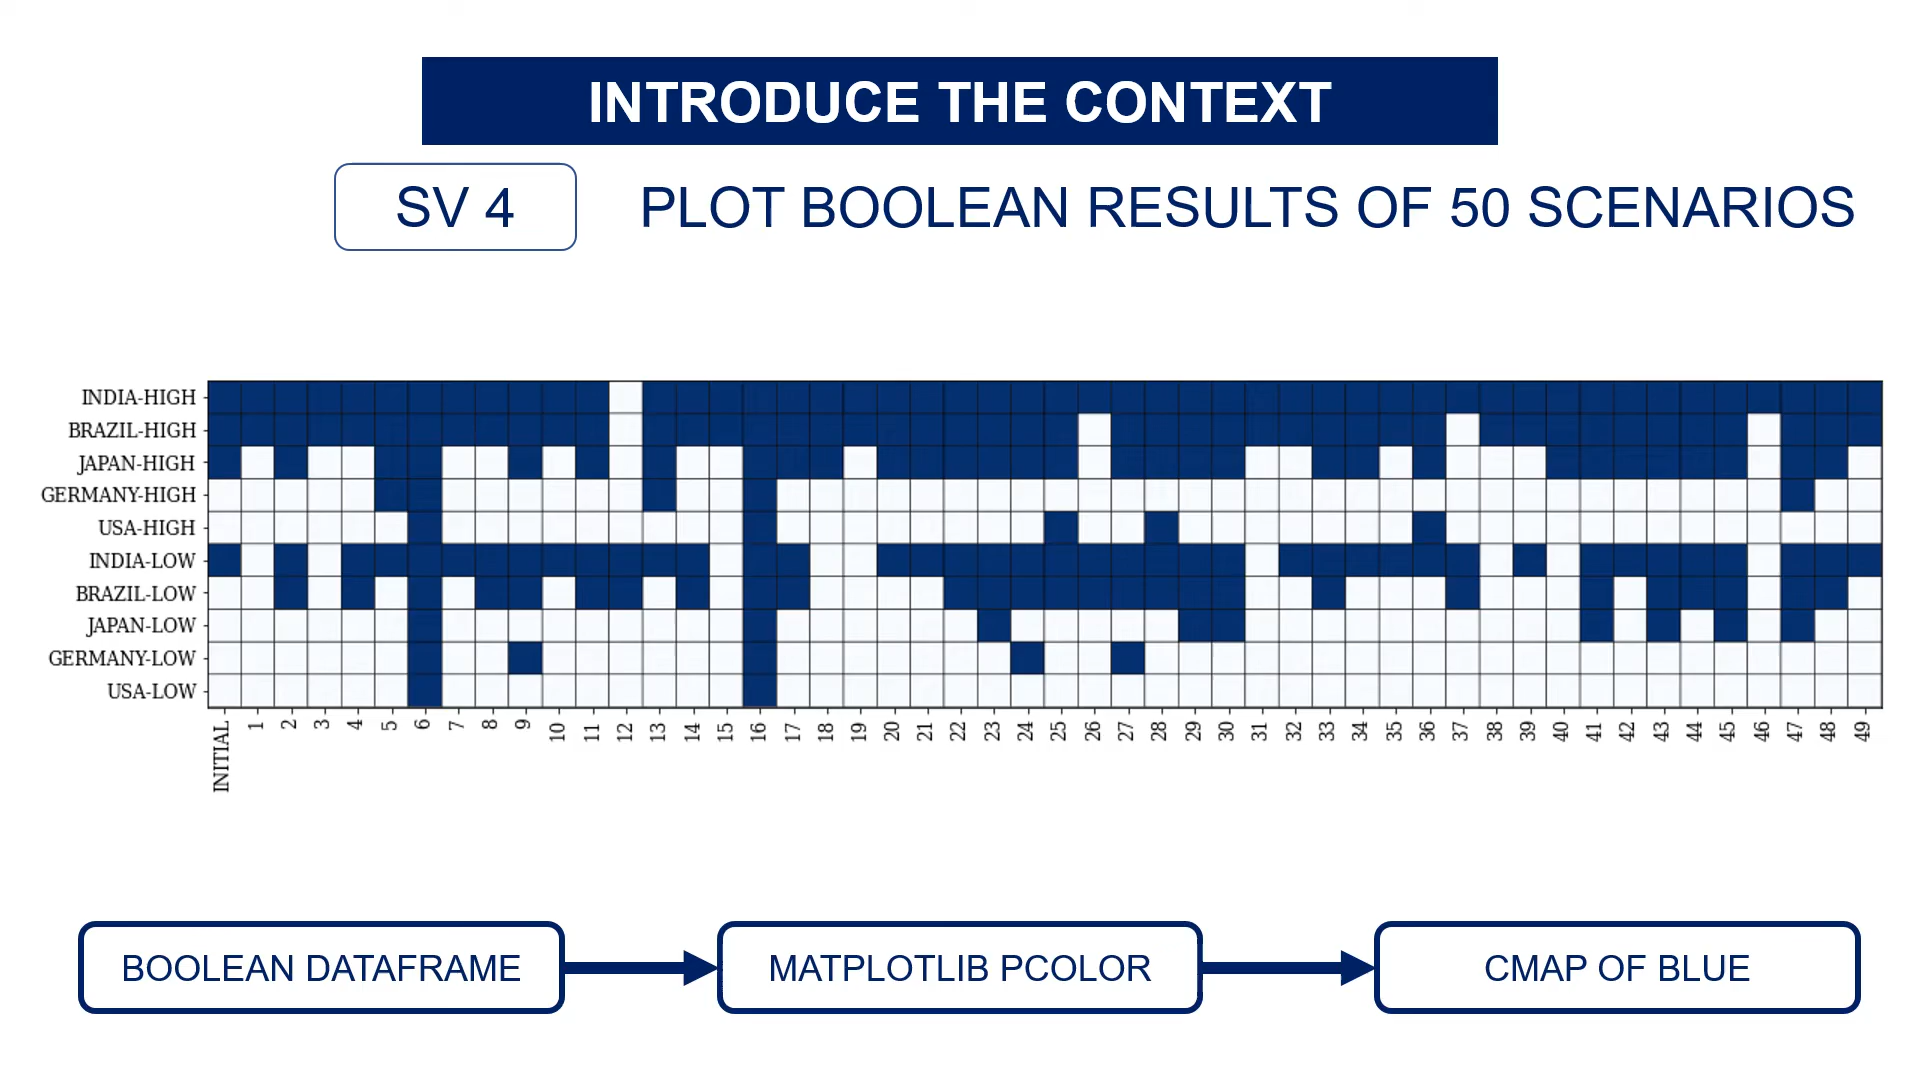 INTRODUCE THE CONTEXT
SV 4
PLOT BOOLEAN RESULTS OF 50 SCENARIOS
INDIA-HIGH
BRAZIL-HIGH
JAPAN-HIGH
GERMANY-HIGH
USA-HIGH
INDIA-LOW
BRAZIL-LOW
JAPAN-LOW
GERMANY-LOW
USA-LOW
INITIAL 1 2 3 4 5 6 7 8 9 10 11 12 13 14 15 16 17 18 19 20 21 22 23 24 25 26 27 28 29 30 31 32 33 34 35 36 37 38 39 40 41 42 43 44 45 46 47 48 49
BOOLEAN DATAFRAME
MATPLOTLIB PCOLOR
CMAP OF BLUE